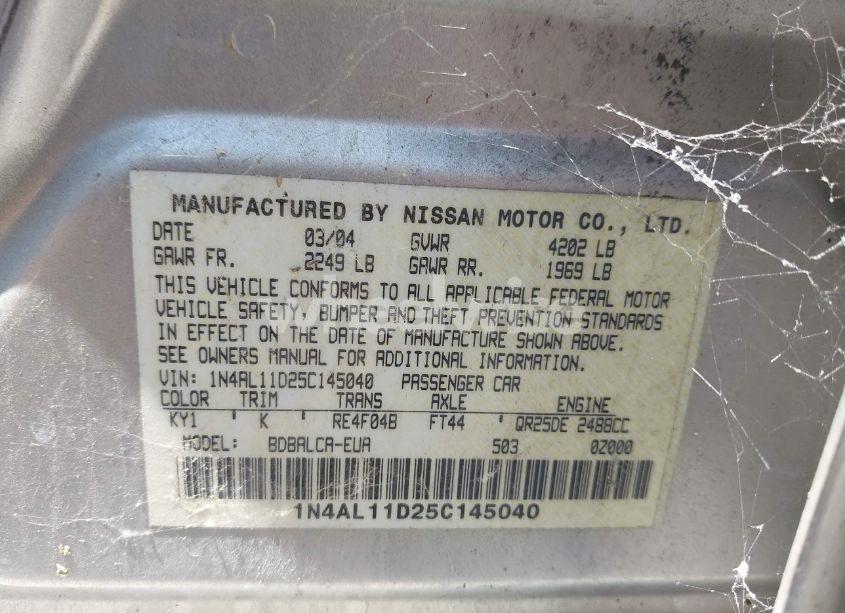 MANUFACTURED BY NISSAN MOTOR CO., LTD.
DATE 03/04 GVWR 4202 LB
GAWR FR. 2249 LB GAWR RR. 1969 LB
THIS VEHICLE CONFORMS TO ALL APPLICABLE FEDERAL MOTOR
VEHICLE SAFETY, BUMPER AND THEFT PREVENTION STANDARDS
IN EFFECT ON THE DATE OF MANUFACTURE SHOWN ABOVE.
SEE OWNERS MANUAL FOR ADDITIONAL INFORMATION.
VIN: 1N4AL11D25C145040 PASSENGER CAR
COLOR TRIM TRANS AXLE ENGINE
KY1 ' K RE4F04B FT44 ' QR25DE 2488CC
MODEL: BDBALCA-EUA 503 0Z000
1N4AL11D25C145040